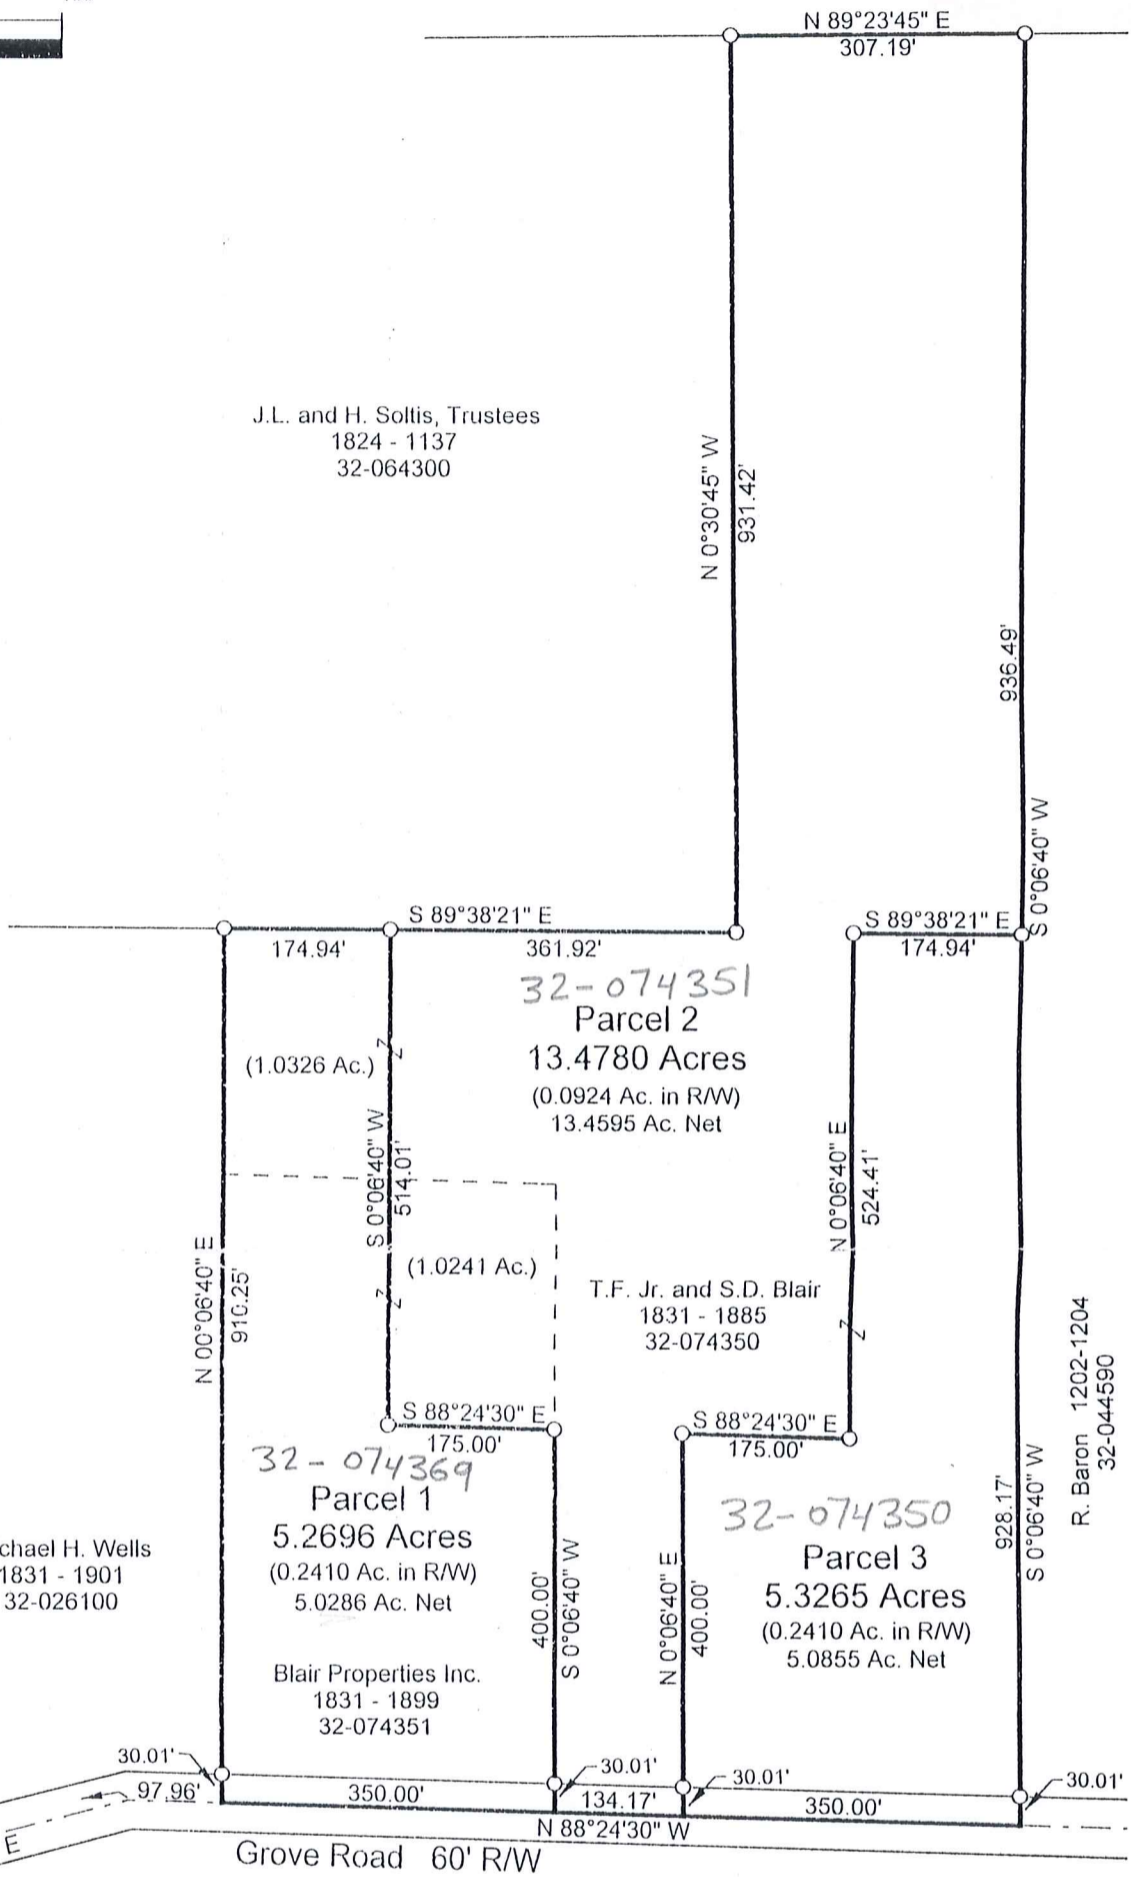 N 89°23'45" E
307.19'
J.L. and H. Soltis, Trustees
1824 - 1137
32-064300
N 0°30'45" W
931.42'
936.49'
S 0°06'40" W
S 89°38'21" E
174.94'
361.92'
S 89°38'21" E
174.94'
32-074351
Parcel 2
13.4780 Acres
(0.0924 Ac. in R/W)
13.4595 Ac. Net
(1.0326 Ac.)
S 0°06'40" W
514.01'
N 0°06'40" E
524.41'
(1.0241 Ac.)
T.F. Jr. and S.D. Blair
1831 - 1885
32-074350
N 00°06'40" E
910.25'
R. Baron 1202-1204
32-044590
S 88°24'30" E
175.00'
S 88°24'30" E
175.00'
32-074369
Parcel 1
5.2696 Acres
(0.2410 Ac. in R/W)
5.0286 Ac. Net
32-074350
Parcel 3
5.3265 Acres
(0.2410 Ac. in R/W)
5.0855 Ac. Net
928.17'
S 0°06'40" W
chael H. Wells
1831 - 1901
32-026100
400.00'
S 0°06'40" W
N 0°06'40" E
400.00'
Blair Properties Inc.
1831 - 1899
32-074351
30.01'
30.01'
30.01'
30.01'
97.96'
350.00'
134.17'
350.00'
N 88°24'30" W
E
Grove Road 60' R/W